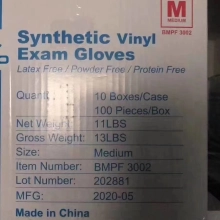 M
MEDIUM
BMPF 3002
Synthetic Vinyl
Exam Gloves
Latex Free / Powder Free / Protein Free
Quant: 10 Boxes/Case
100 Pieces/Box
Net Weight: 11LBS
Gross Weight: 13LBS
Size: Medium
Item Number: BMPF 3002
Lot Number: 202881
MFG: 2020-05
Made in China